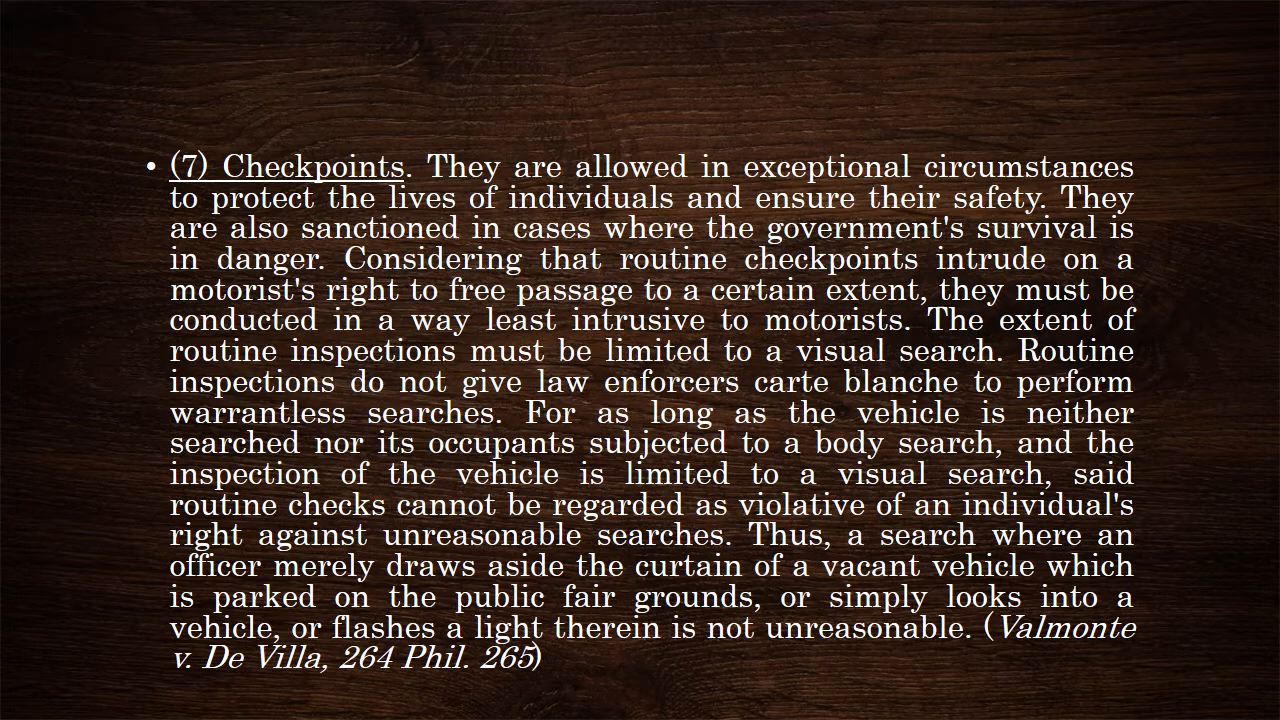 • (7) Checkpoints. They are allowed in exceptional circumstances
to protect the lives of individuals and ensure their safety. They
are also sanctioned in cases where the government's survival is
in danger. Considering that routine checkpoints intrude on a
motorist's right to free passage to a certain extent, they must be
conducted in a way least intrusive to motorists. The extent of
routine inspections must be limited to a visual search. Routine
inspections do not give law enforcers carte blanche to perform
warrantless searches. For as long as the vehicle is neither
searched nor its occupants subjected to a body search, and the
inspection of the vehicle is limited to a visual search, said
routine checks cannot be regarded as violative of an individual's
right against unreasonable searches. Thus, a search where an
officer merely draws aside the curtain of a vacant vehicle which
is parked on the public fair grounds, or simply looks into a
vehicle, or flashes a light therein is not unreasonable. (Valmonte
v. De Villa, 264 Phil. 265)